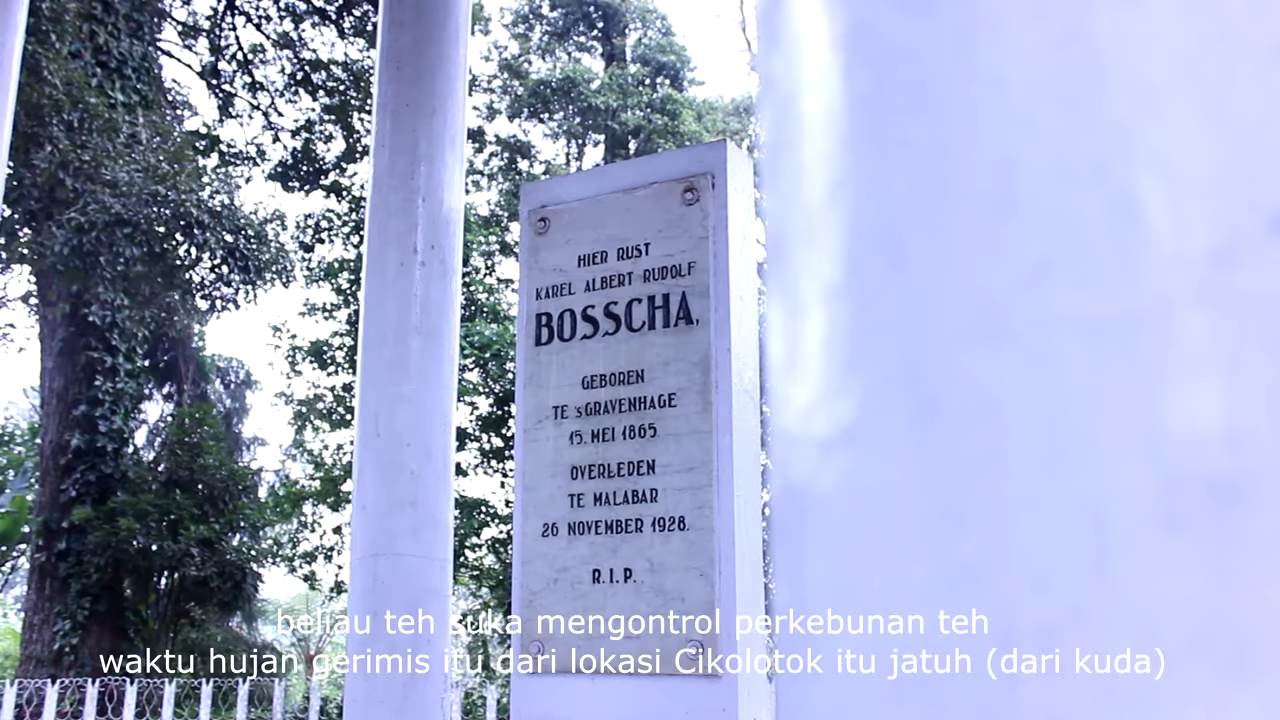 HIER RUST
KAREL ALBERT RUDOLF
BOSSCHA,
GEBOREN
TE 'sGRAVENHAGE
15. MEI 1865.
OVERLEDEN
TE MALABAR
26 NOVEMBER 1928.
R.I.P.
beliau teh suka mengontrol perkebunan teh
waktu hujan gerimis itu dari lokasi Cikolotok itu jatuh (dari kuda)